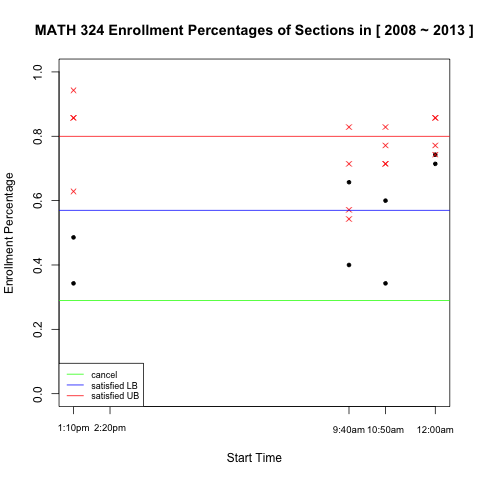 MATH 324 Enrollment Percentages of Sections in [ 2008 ~ 2013 ]
Enrollment Percentage
1.0
0.8
0.6
0.4
0.2
0.0
cancel
satisfied LB
satisfied UB
1:10pm 2:20pm 9:40am 10:50am 12:00am
Start Time